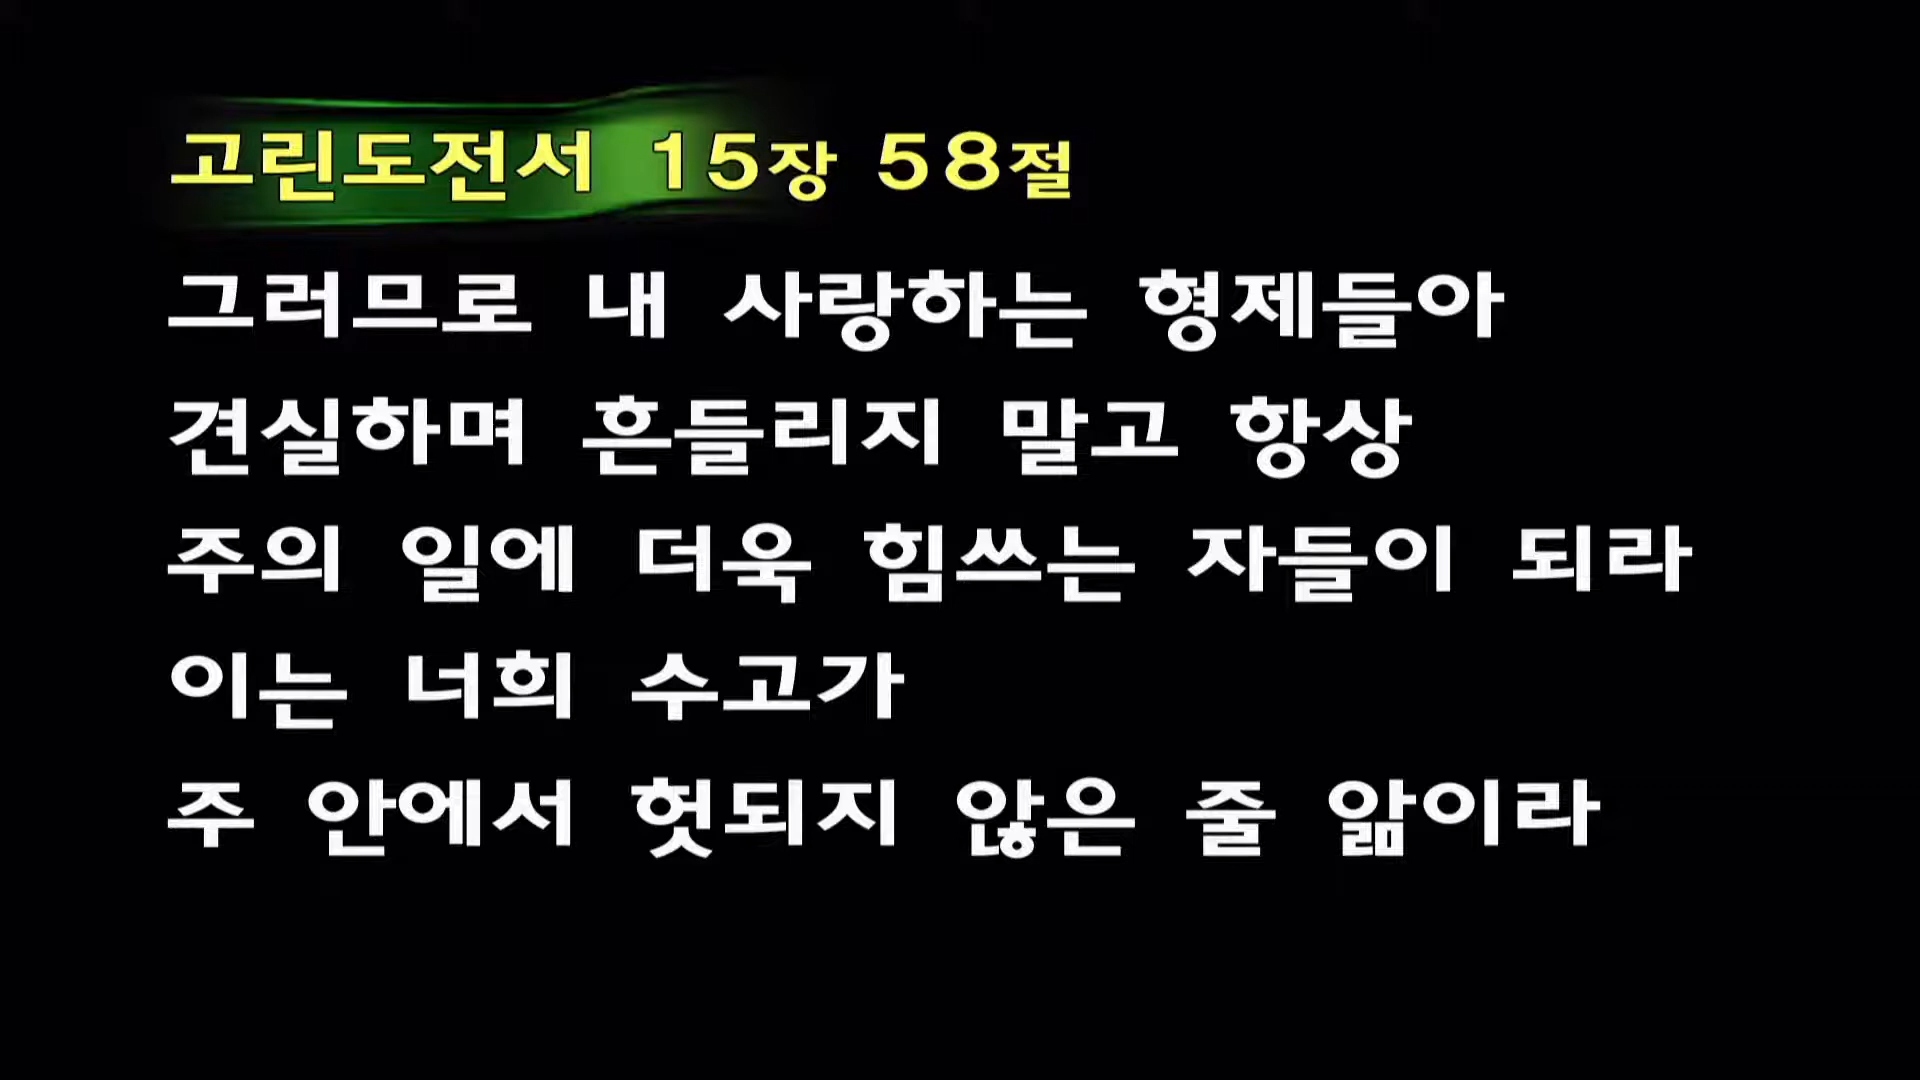 고린도전서 15장 58절
그러므로 내 사랑하는 형제들아
견실하며 흔들리지 말고 항상
주의 일에 더욱 힘쓰는 자들이 되라
이는 너희 수고가
주 안에서 헛되지 않은 줄 앎이라